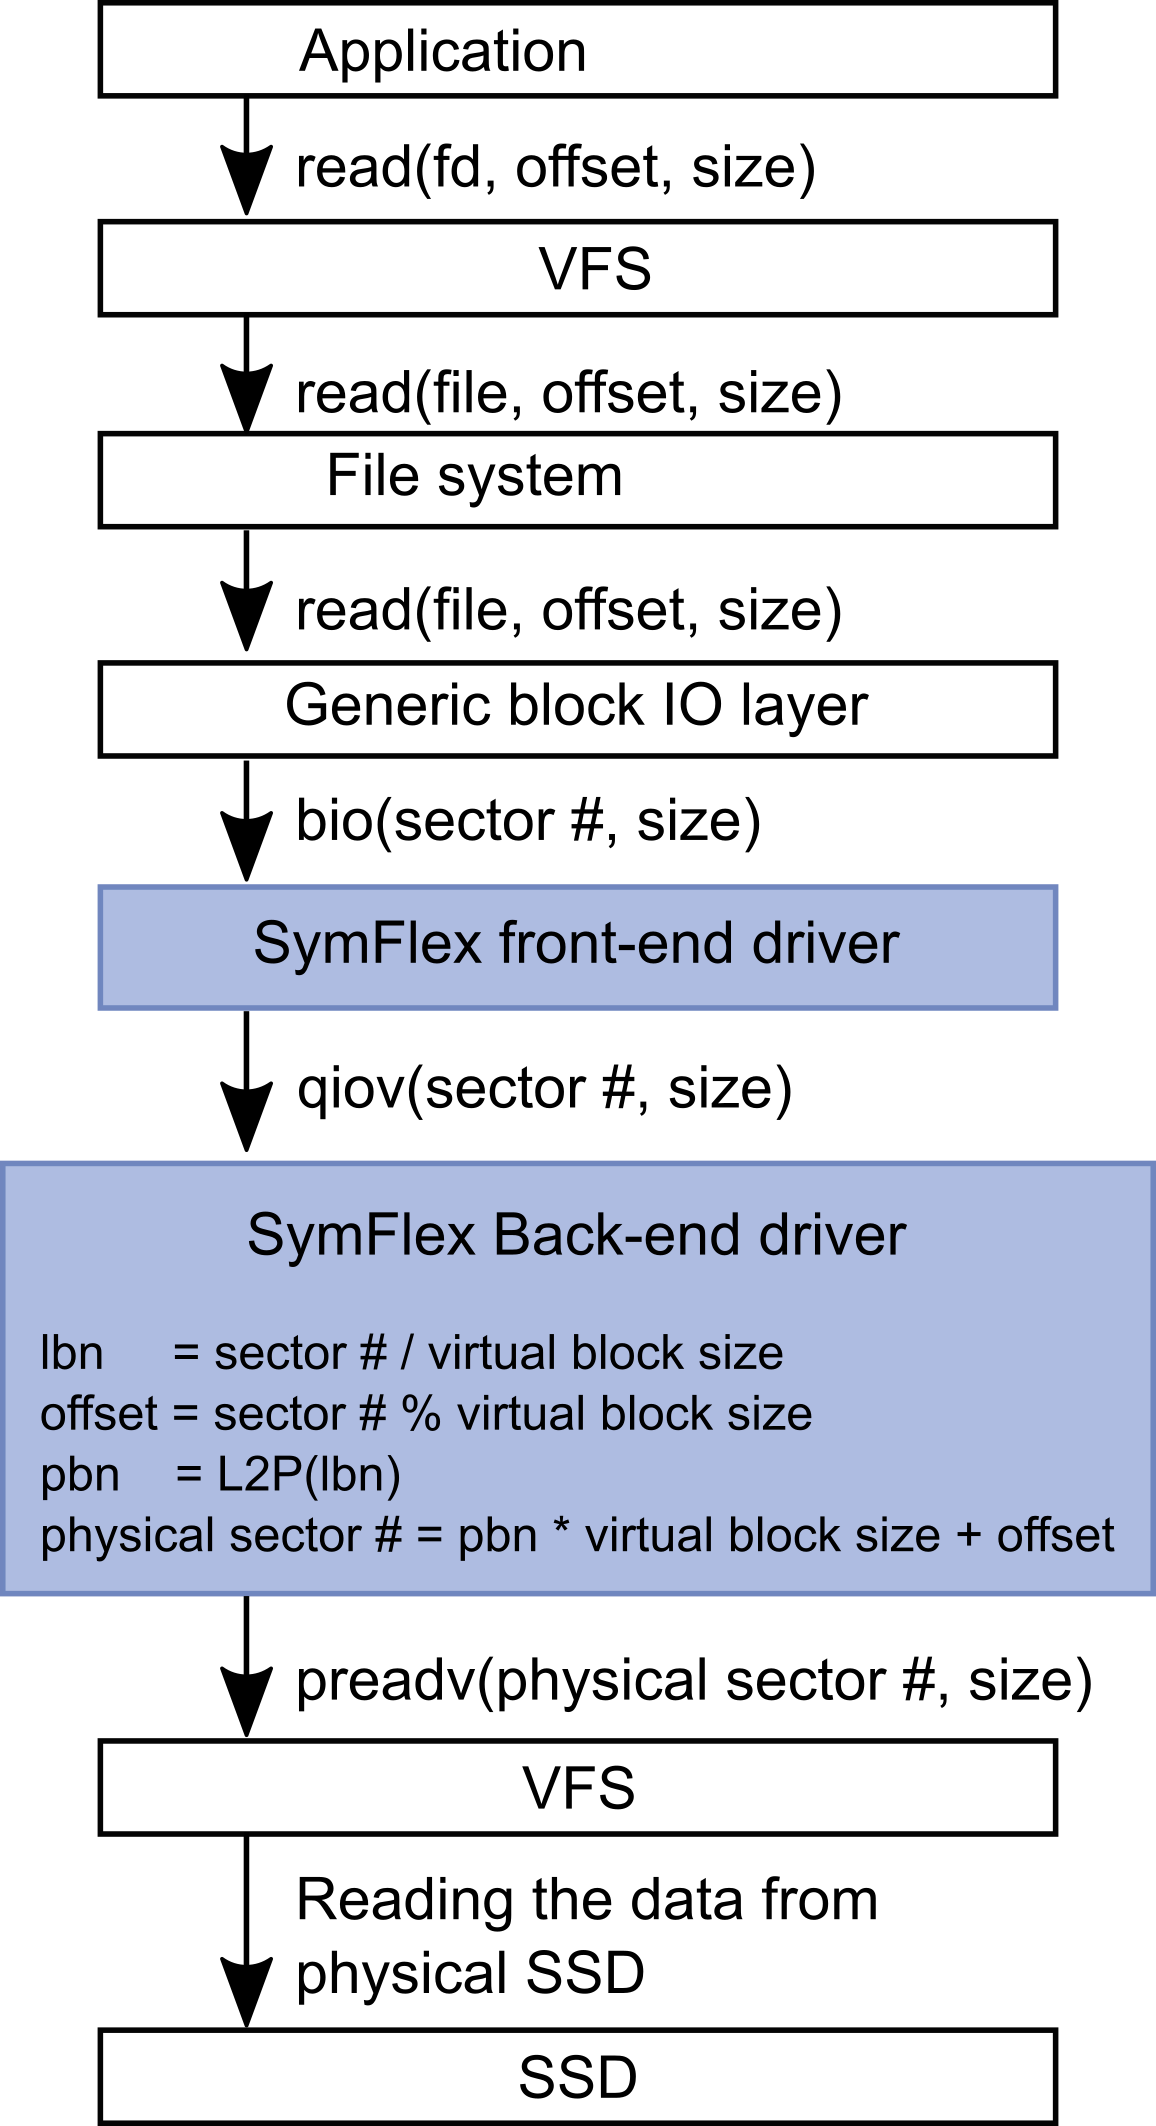 Application
read(fd, offset, size)
VFS
read(file, offset, size)
File system
read(file, offset, size)
Generic block IO layer
bio(sector #, size)
SymFlex front-end driver
qiov(sector #, size)
SymFlex Back-end driver
lbn = sector # / virtual block size
offset = sector # % virtual block size
pbn = L2P(lbn)
physical sector # = pbn * virtual block size + offset
preadv(physical sector #, size)
VFS
Reading the data from
physical SSD
SSD